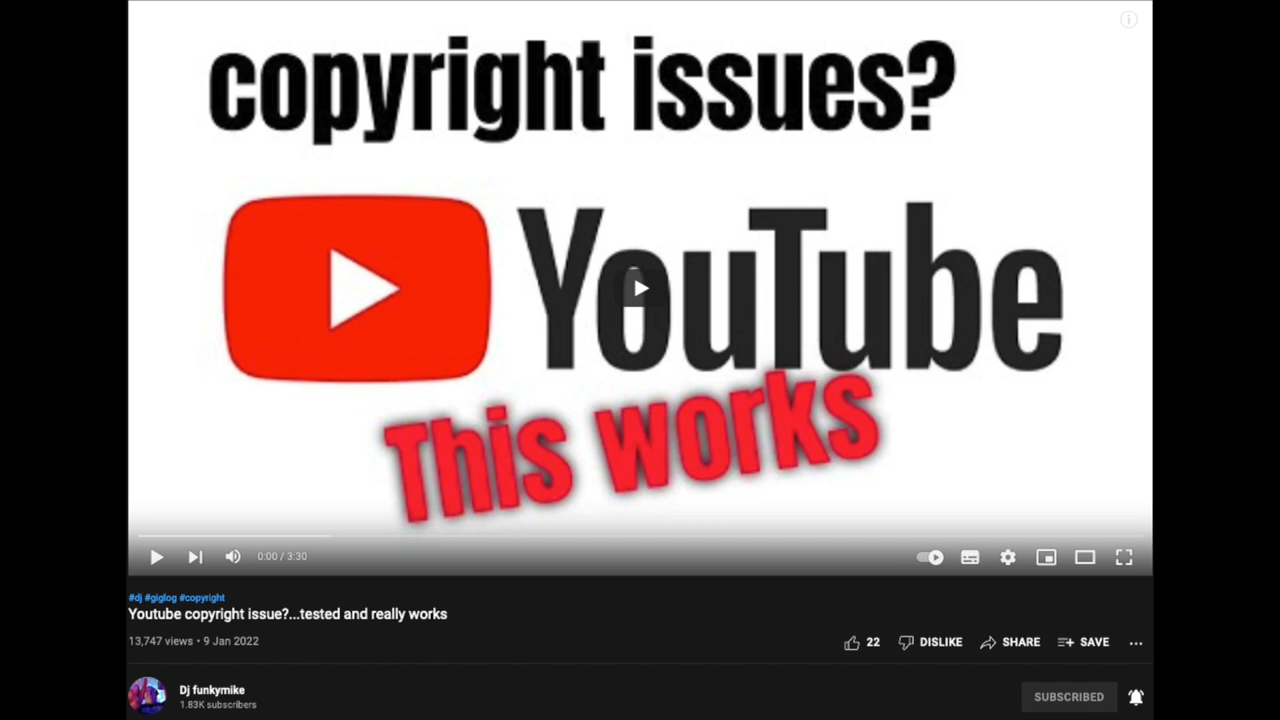 copyright issues?
YouTube
This works
0:00 / 3:30
#dj #giglog #copyright
Youtube copyright issue?...tested and really works
13,747 views • 9 Jan 2022
22 DISLIKE SHARE SAVE
Dj funkymike
1.83K subscribers
SUBSCRIBED